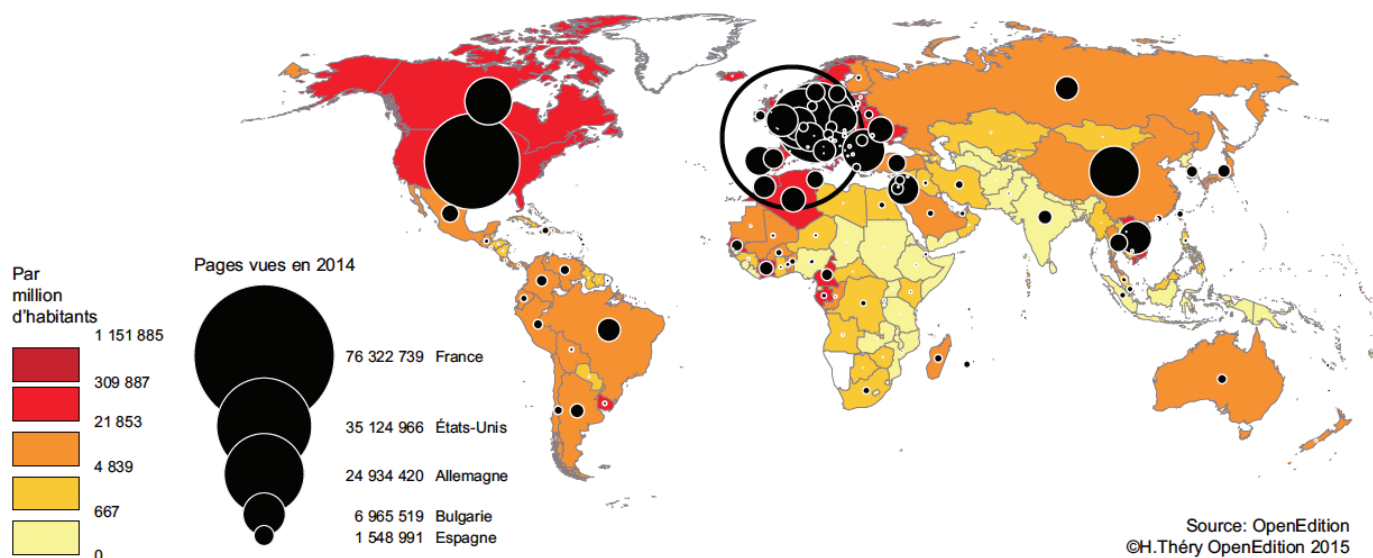 Par
million
d'habitants
1 151 885
309 887
21 853
4 839
667
0
Pages vues en 2014
76 322 739 France
35 124 966 États-Unis
24 934 420 Allemagne
6 965 519 Bulgarie
1 548 991 Espagne
Source: OpenEdition
©H.Théry OpenEdition 2015